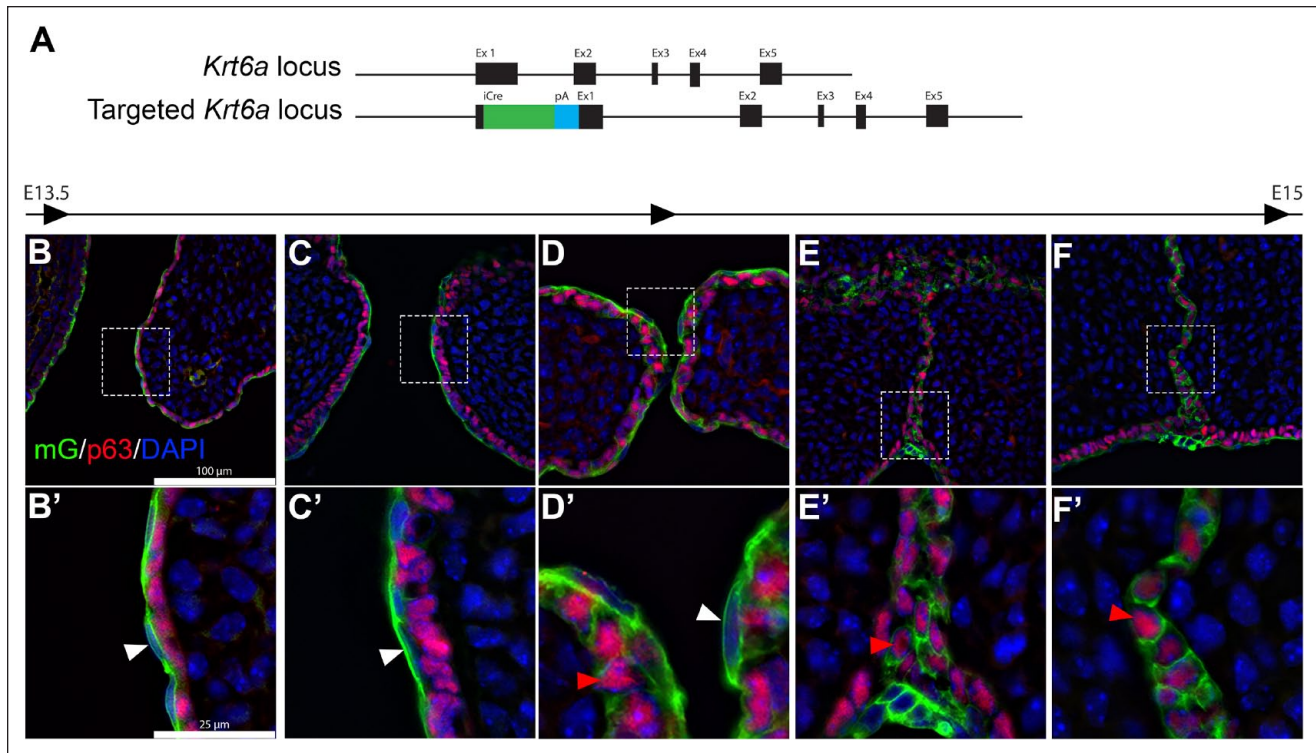 A
Krt6a locus
Ex 1 Ex2 Ex3 Ex4 Ex5
Targeted Krt6a locus
iCre pA Ex1 Ex2 Ex3 Ex4 Ex5
E13.5 E15
B C D E F
mG/p63/DAPI
100 µm
B’ C’ D’ E’ F’
25 µm